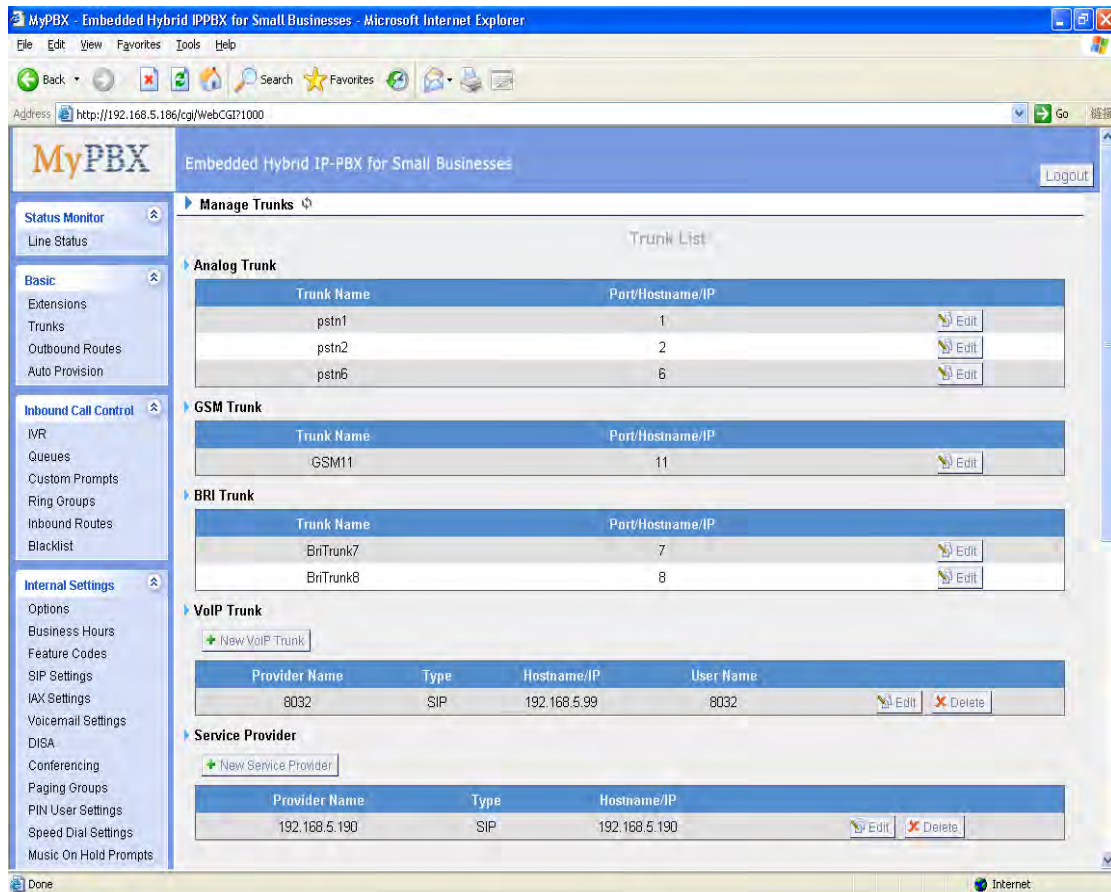 MyPBX - Embedded Hybrid IPPBX for Small Businesses - Microsoft Internet Explorer
File Edit View Favorites Tools Help
Back Search Favorites
Address http://192.168.5.186/cgi/WebCGI?1000 Go 链接
MyPBX
Embedded Hybrid IP-PBX for Small Businesses
Logout
Status Monitor
Line Status
Basic
Extensions
Trunks
Outbound Routes
Auto Provision
Inbound Call Control
IVR
Queues
Custom Prompts
Ring Groups
Inbound Routes
Blacklist
Internal Settings
Options
Business Hours
Feature Codes
SIP Settings
IAX Settings
Voicemail Settings
DISA
Conferencing
Paging Groups
PIN User Settings
Speed Dial Settings
Music On Hold Prompts
Manage Trunks
Trunk List
Analog Trunk
Trunk Name Port/Hostname/IP
pstn1 1 Edit
pstn2 2 Edit
pstn6 6 Edit
GSM Trunk
Trunk Name Port/Hostname/IP
GSM11 11 Edit
BRI Trunk
Trunk Name Port/Hostname/IP
BriTrunk7 7 Edit
BriTrunk8 8 Edit
VoIP Trunk
New VoIP Trunk
Provider Name Type Hostname/IP User Name
8032 SIP 192.168.5.99 8032 Edit Delete
Service Provider
New Service Provider
Provider Name Type Hostname/IP
192.168.5.190 SIP 192.168.5.190 Edit Delete
Done Internet